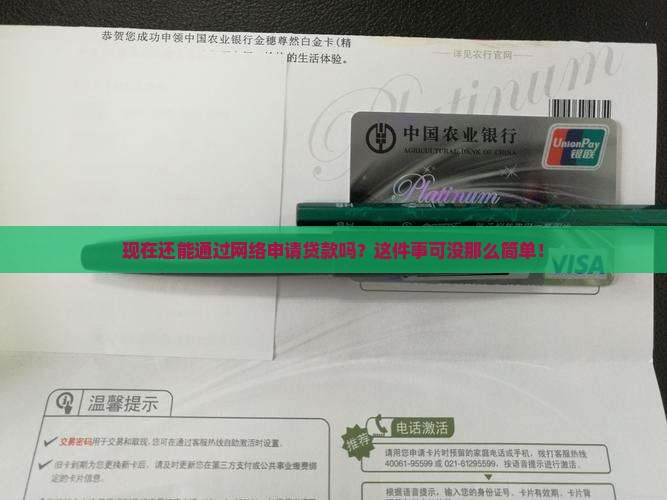 恭贺您成功申领中国农业银行金穗尊然白金卡(精
的生活体验。
详见农行官网
Platinum
中国农业银行
AGRICULTURAL BANK OF CHINA
UnionPay
银联
Platinum
现在还能通过网络申请贷款吗？这件事可没那么简单！
VISA
温馨提示
交易密码用于交易和取现，您可在通过客服热线自助激活时设置。
旧卡到期为您更换新卡后，请及时更新您在第三方支付或公共事业缴费绑
定的卡片信息。
推荐
电话激活
请用您申请卡片时预留的家庭电话或手机，拨打客服热线
40061-95599 或 021-61295599，按语音提示进行激活。
根据语音提示，输入您的身份证号、卡片有效期、卡片背